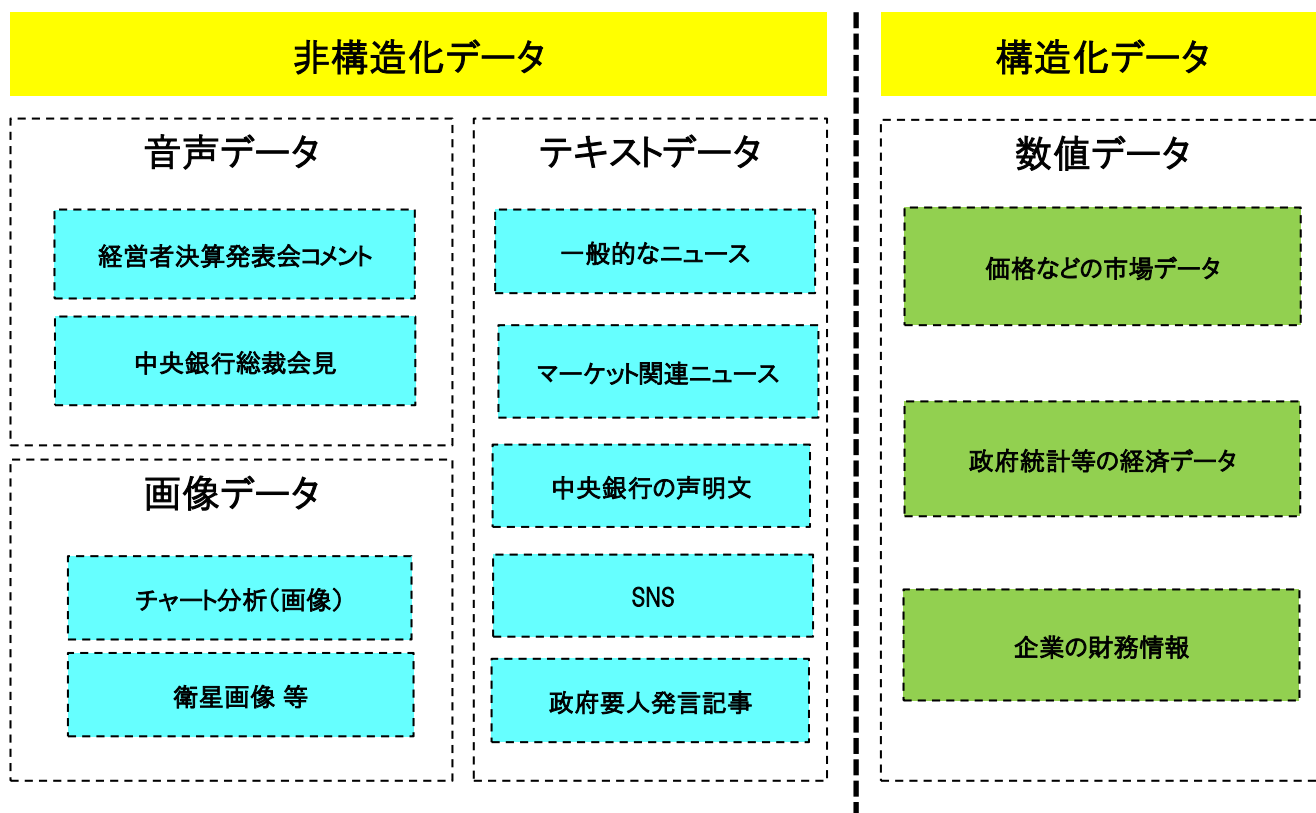 非構造化データ
構造化データ
音声データ
経営者決算発表会コメント
中央銀行総裁会見
画像データ
チャート分析(画像)
衛星画像 等
テキストデータ
一般的なニュース
マーケット関連ニュース
中央銀行の声明文
SNS
政府要人発言記事
数値データ
価格などの市場データ
政府統計等の経済データ
企業の財務情報